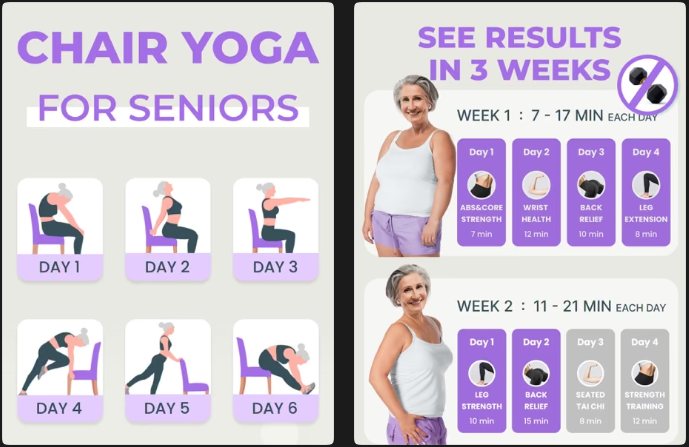 CHAIR YOGA
FOR SENIORS
DAY 1
DAY 2
DAY 3
DAY 4
DAY 5
DAY 6
SEE RESULTS
IN 3 WEEKS
WEEK 1 : 7 - 17 MIN EACH DAY
Day 1
ABS&CORE
STRENGTH
7 min
Day 2
WRIST
HEALTH
12 min
Day 3
BACK
RELIEF
10 min
Day 4
LEG
EXTENSION
8 min
WEEK 2 : 11 - 21 MIN EACH DAY
Day 1
LEG
STRENGTH
10 min
Day 2
BACK
RELIEF
15 min
Day 3
SEATED
TAI CHI
8 min
Day 4
STRENGTH
TRAINING
12 min